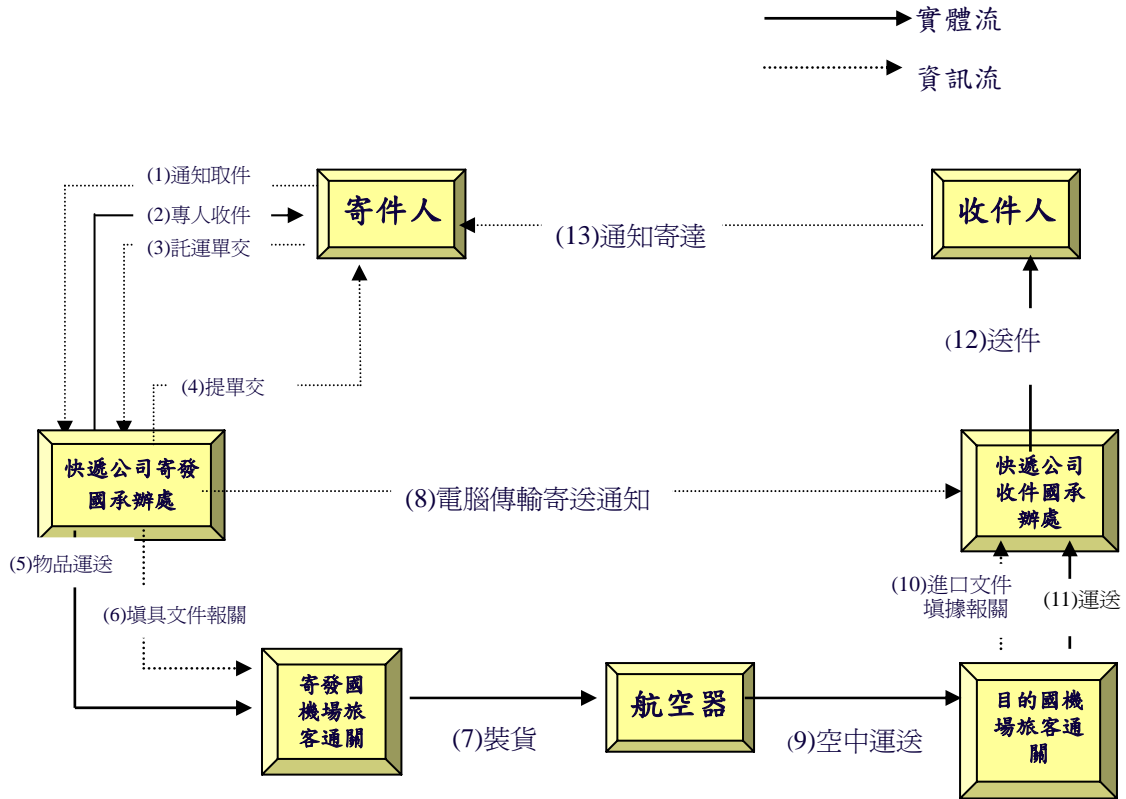 實體流
資訊流
(1)通知取件
(2)專人收件
(3)託運單交
寄件人
(13)通知寄達
收件人
(12)送件
(4)提單交
快遞公司寄發
國承辦處
(8)電腦傳輸寄送通知
快遞公司
收件國承
辦處
(5)物品運送
(6)填具文件報關
(10)進口文件
填據報關
(11)運送
寄發國
機場旅
客通關
(7)裝貨
航空器
(9)空中運送
目的國機
場旅客通
關